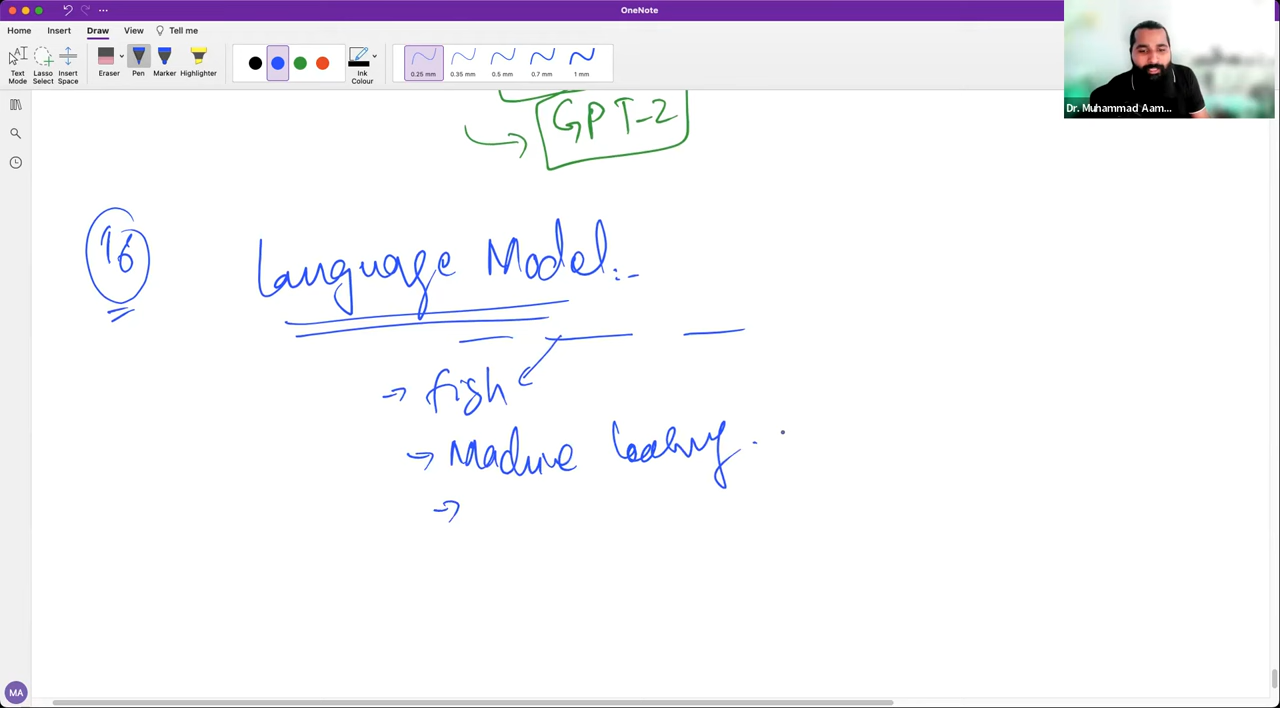 OneNote
Home Insert Draw View Tell me
Text Mode
Lasso Select
Insert Space
Eraser
Pen
Marker
Highlighter
Ink Colour
0.25 mm
0.35 mm
0.5 mm
0.7 mm
1 mm
Dr. Muhammad Aam...
GPT-2
16 Language Model:-
→ fish
→ Machine
→
MA